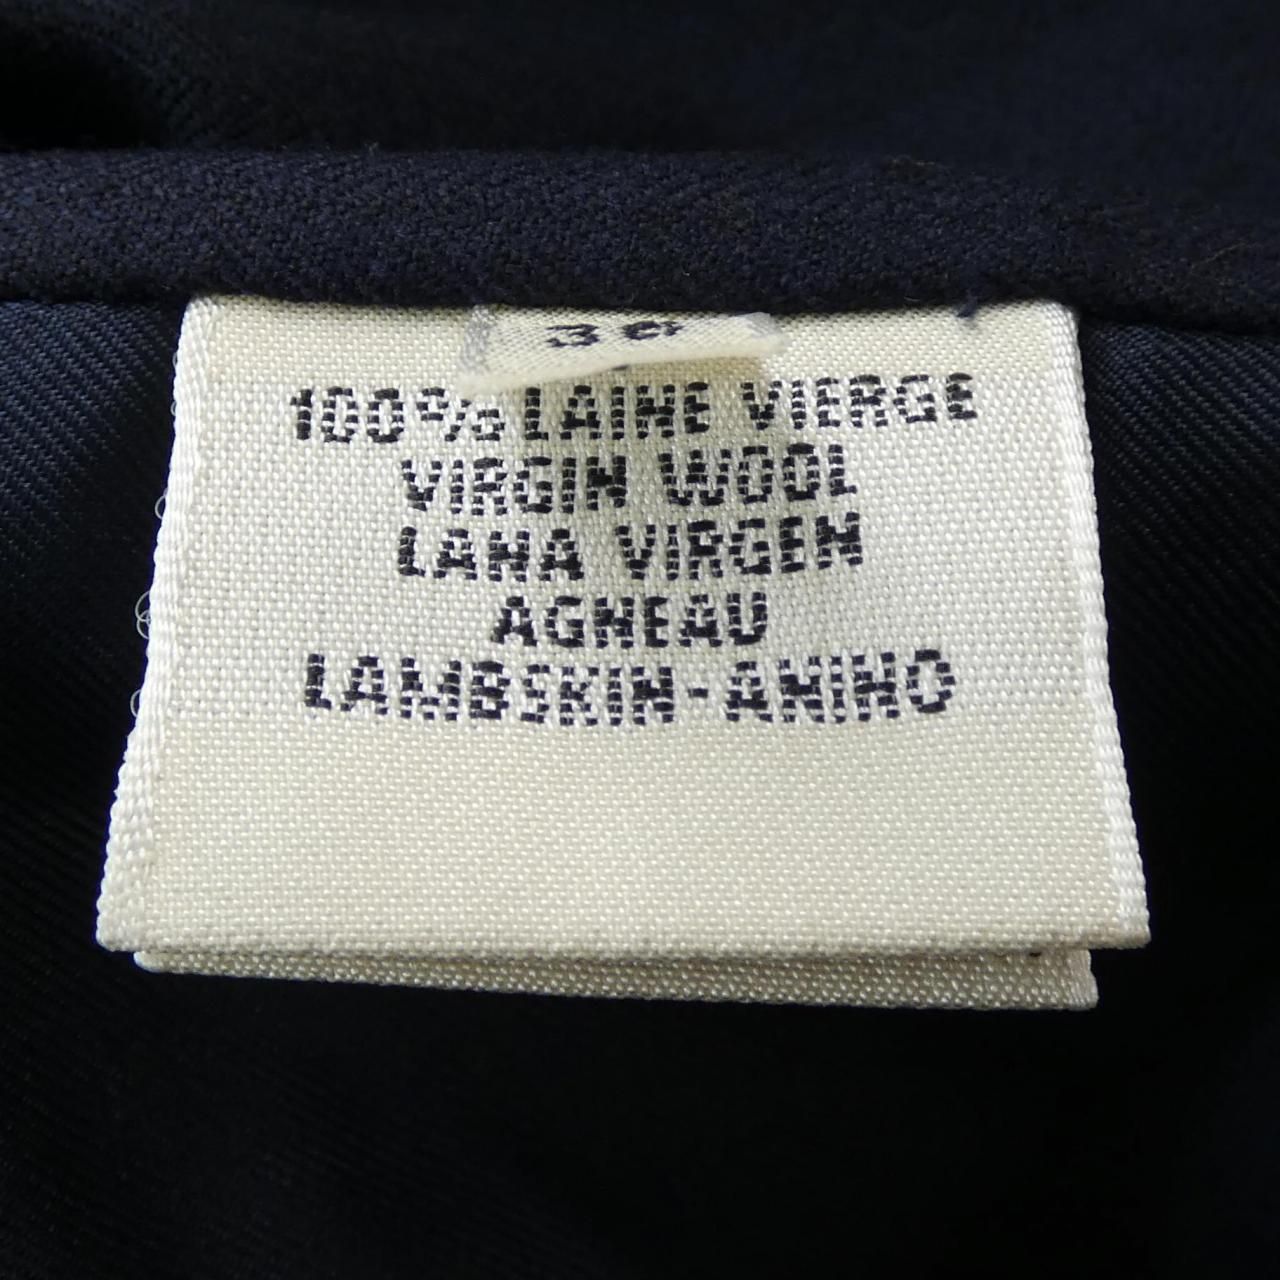 100% LAINE VIERGE
VIRGIN WOOL
LANA VIRGEN
AGNEAU
LAMBSKIN-ANINO